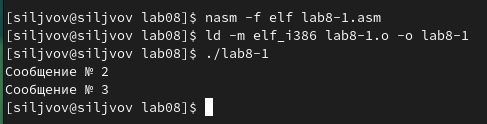 [siljvov@siljvov lab08]$ nasm -f elf lab8-1.asm
[siljvov@siljvov lab08]$ ld -m elf_i386 lab8-1.o -o lab8-1
[siljvov@siljvov lab08]$ ./lab8-1
Сообщение № 2
Сообщение № 3
[siljvov@siljvov lab08]$